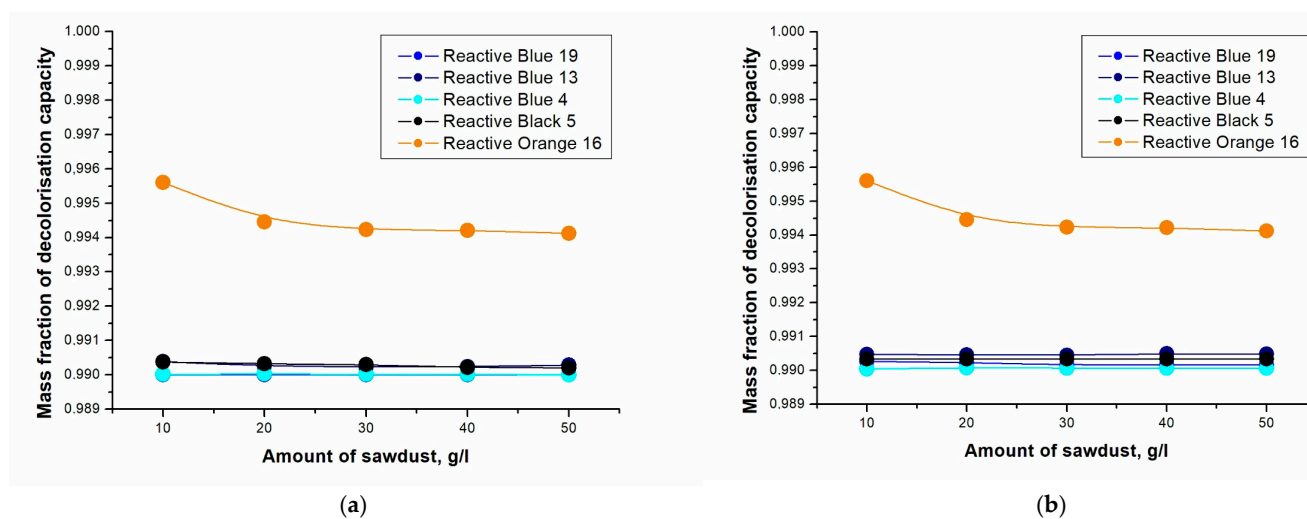 Mass fraction of decolorisation capacity
1.000
0.999
0.998
0.997
0.996
0.995
0.994
0.993
0.992
0.991
0.990
0.989
Reactive Blue 19
Reactive Blue 13
Reactive Blue 4
Reactive Black 5
Reactive Orange 16
10 20 30 40 50
Amount of sawdust, g/l
(a)
Mass fraction of decolorisation capacity
1.000
0.999
0.998
0.997
0.996
0.995
0.994
0.993
0.992
0.991
0.990
0.989
Reactive Blue 19
Reactive Blue 13
Reactive Blue 4
Reactive Black 5
Reactive Orange 16
10 20 30 40 50
Amount of sawdust, g/l
(b)